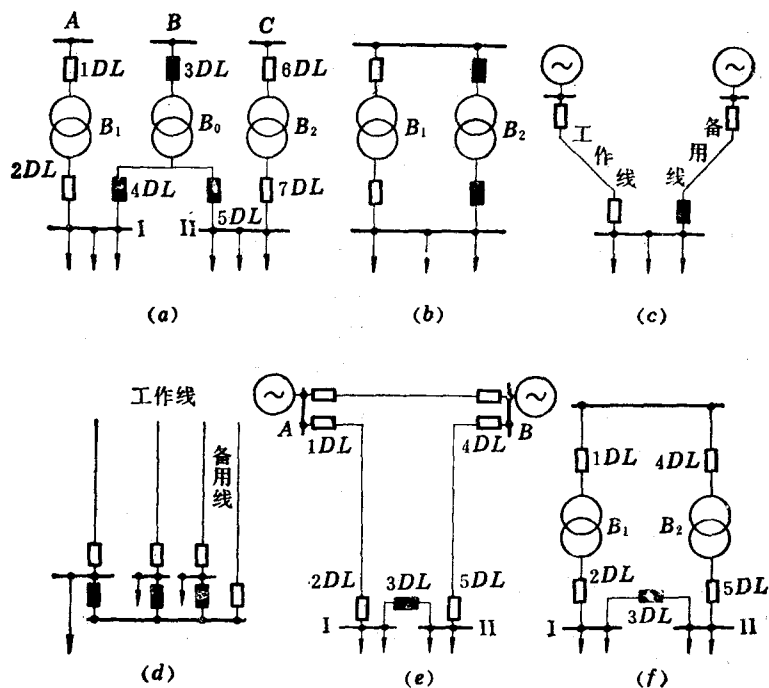 A
B
C
1DL
3DL
6DL
B₁
B₀
B₂
2DL
4DL
5DL
7DL
I
II
(a)
B₁
B₂
(b)
工作线
备用线
(c)
工作线
备用线
(d)
A
B
1DL
4DL
2DL
3DL
5DL
I
II
(e)
1DL
4DL
B₁
B₂
2DL
5DL
3DL
I
II
(f)